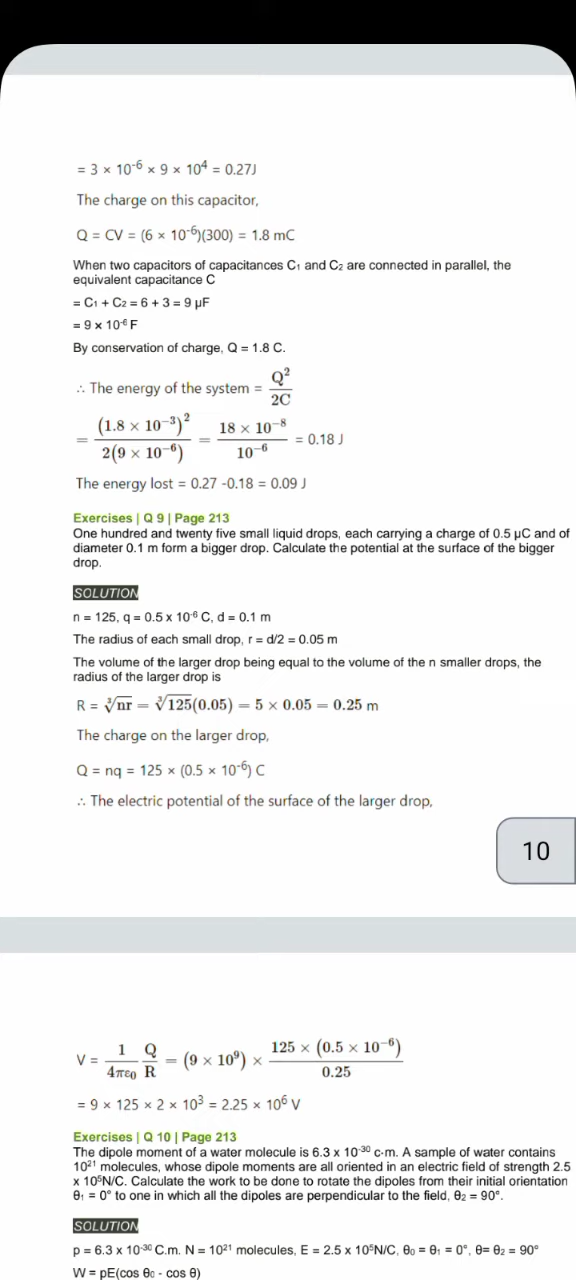 = 3 × 10⁻⁶ × 9 × 10⁴ = 0.27J
The charge on this capacitor,
Q = CV = (6 × 10⁻⁶)(300) = 1.8 mC
When two capacitors of capacitances C₁ and C₂ are connected in parallel, the
equivalent capacitance C
= C₁ + C₂ = 6 + 3 = 9 μF
= 9 x 10⁻⁶ F
By conservation of charge, Q = 1.8 C.
∴ The energy of the system = Q²/2C
= (1.8 × 10⁻³)²/2(9 × 10⁻⁶) = 18 × 10⁻⁸/10⁻⁶ = 0.18 J
The energy lost = 0.27 -0.18 = 0.09 J
Exercises | Q 9 | Page 213
One hundred and twenty five small liquid drops, each carrying a charge of 0.5 μC and of
diameter 0.1 m form a bigger drop. Calculate the potential at the surface of the bigger
drop.
SOLUTION
n = 125, q = 0.5 x 10⁻⁶ C, d = 0.1 m
The radius of each small drop, r = d/2 = 0.05 m
The volume of the larger drop being equal to the volume of the n smaller drops, the
radius of the larger drop is
R = ∛nr = ∛125(0.05) = 5 × 0.05 = 0.25 m
The charge on the larger drop,
Q = nq = 125 × (0.5 × 10⁻⁶) C
∴ The electric potential of the surface of the larger drop,
10
V = 1/4πε₀ Q/R = (9 × 10⁹) × 125 × (0.5 × 10⁻⁶)/0.25
= 9 × 125 × 2 × 10³ = 2.25 × 10⁶ V
Exercises | Q 10 | Page 213
The dipole moment of a water molecule is 6.3 x 10⁻³⁰ c·m. A sample of water contains
10²¹ molecules, whose dipole moments are all oriented in an electric field of strength 2.5
x 10⁵N/C. Calculate the work to be done to rotate the dipoles from their initial orientation
θ₁ = 0° to one in which all the dipoles are perpendicular to the field, θ₂ = 90°.
SOLUTION
p = 6.3 x 10⁻³⁰ C.m. N = 10²¹ molecules, E = 2.5 x 10⁵N/C, θ₀ = θ₁ = 0°, θ= θ₂ = 90°
W = pE(cos θ₀ - cos θ)